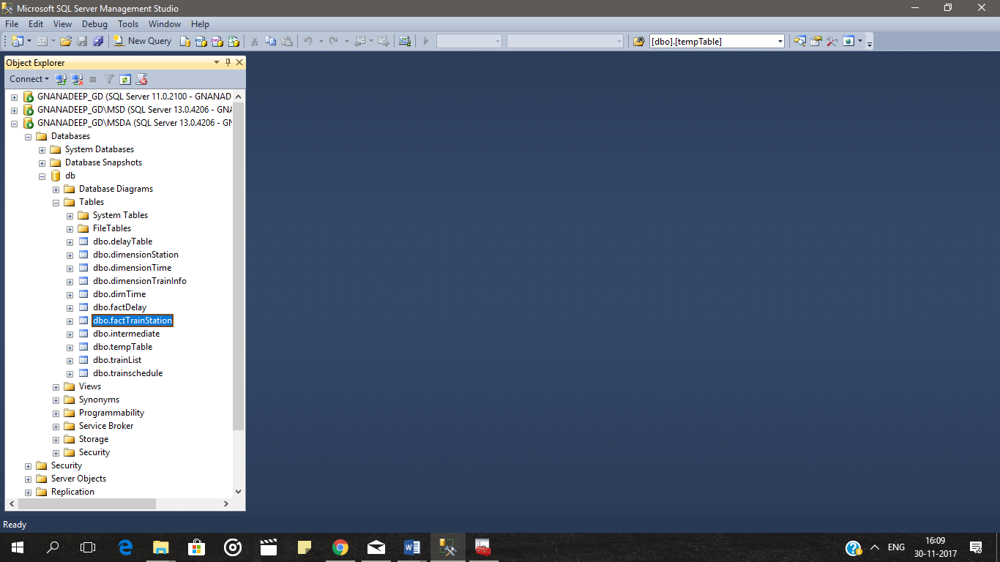 Microsoft SQL Server Management Studio
File Edit View Debug Tools Window Help
New Query [dbo].[tempTable]
Object Explorer
Connect
GNANADEEP_GD (SQL Server 11.0.2100 - GNANAD
GNANADEEP_GD\MSD (SQL Server 13.0.4206 - GNA
GNANADEEP_GD\MSDA (SQL Server 13.0.4206 - GN
Databases
System Databases
Database Snapshots
db
Database Diagrams
Tables
System Tables
FileTables
dbo.delayTable
dbo.dimensionStation
dbo.dimensionTime
dbo.dimensionTrainInfo
dbo.dimTime
dbo.factDelay
dbo.factTrainStation
dbo.intermediate
dbo.tempTable
dbo.trainList
dbo.trainschedule
Views
Synonyms
Programmability
Service Broker
Storage
Security
Security
Server Objects
Replication
Ready
ENG
16:09
30-11-2017